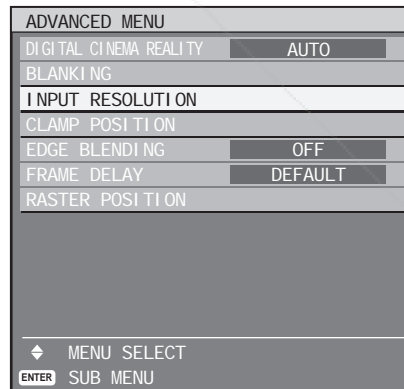 ADVANCED MENU
DIGITAL CINEMA REALITY AUTO
BLANKING
INPUT RESOLUTION
CLAMP POSITION
EDGE BLENDING OFF
FRAME DELAY DEFAULT
RASTER POSITION
MENU SELECT
ENTER SUB MENU